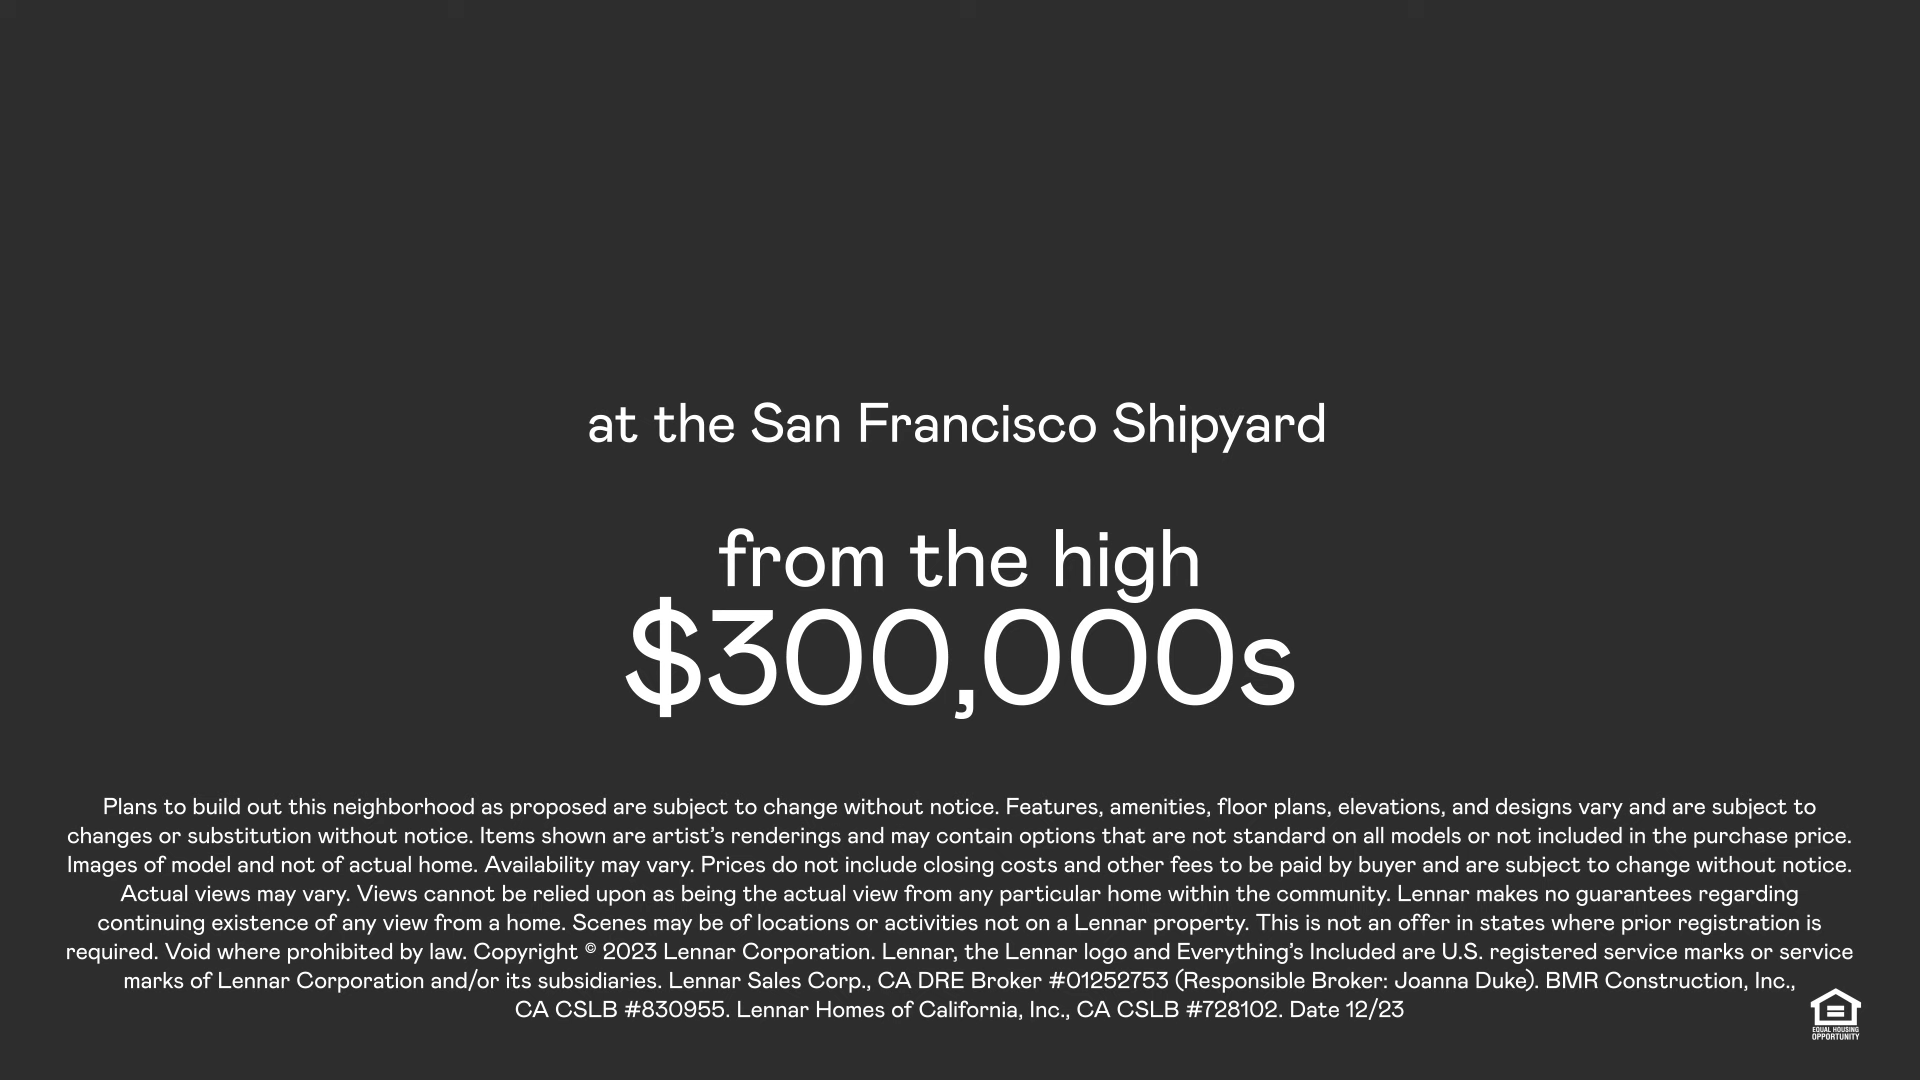 at the San Francisco Shipyard
from the high
$300,000s
Plans to build out this neighborhood as proposed are subject to change without notice. Features, amenities, floor plans, elevations, and designs vary and are subject to
changes or substitution without notice. Items shown are artist’s renderings and may contain options that are not standard on all models or not included in the purchase price.
Images of model and not of actual home. Availability may vary. Prices do not include closing costs and other fees to be paid by buyer and are subject to change without notice.
Actual views may vary. Views cannot be relied upon as being the actual view from any particular home within the community. Lennar makes no guarantees regarding
continuing existence of any view from a home. Scenes may be of locations or activities not on a Lennar property. This is not an offer in states where prior registration is
required. Void where prohibited by law. Copyright © 2023 Lennar Corporation. Lennar, the Lennar logo and Everything’s Included are U.S. registered service marks or service
marks of Lennar Corporation and/or its subsidiaries. Lennar Sales Corp., CA DRE Broker #01252753 (Responsible Broker: Joanna Duke). BMR Construction, Inc.,
CA CSLB #830955. Lennar Homes of California, Inc., CA CSLB #728102. Date 12/23
EQUAL HOUSING
OPPORTUNITY